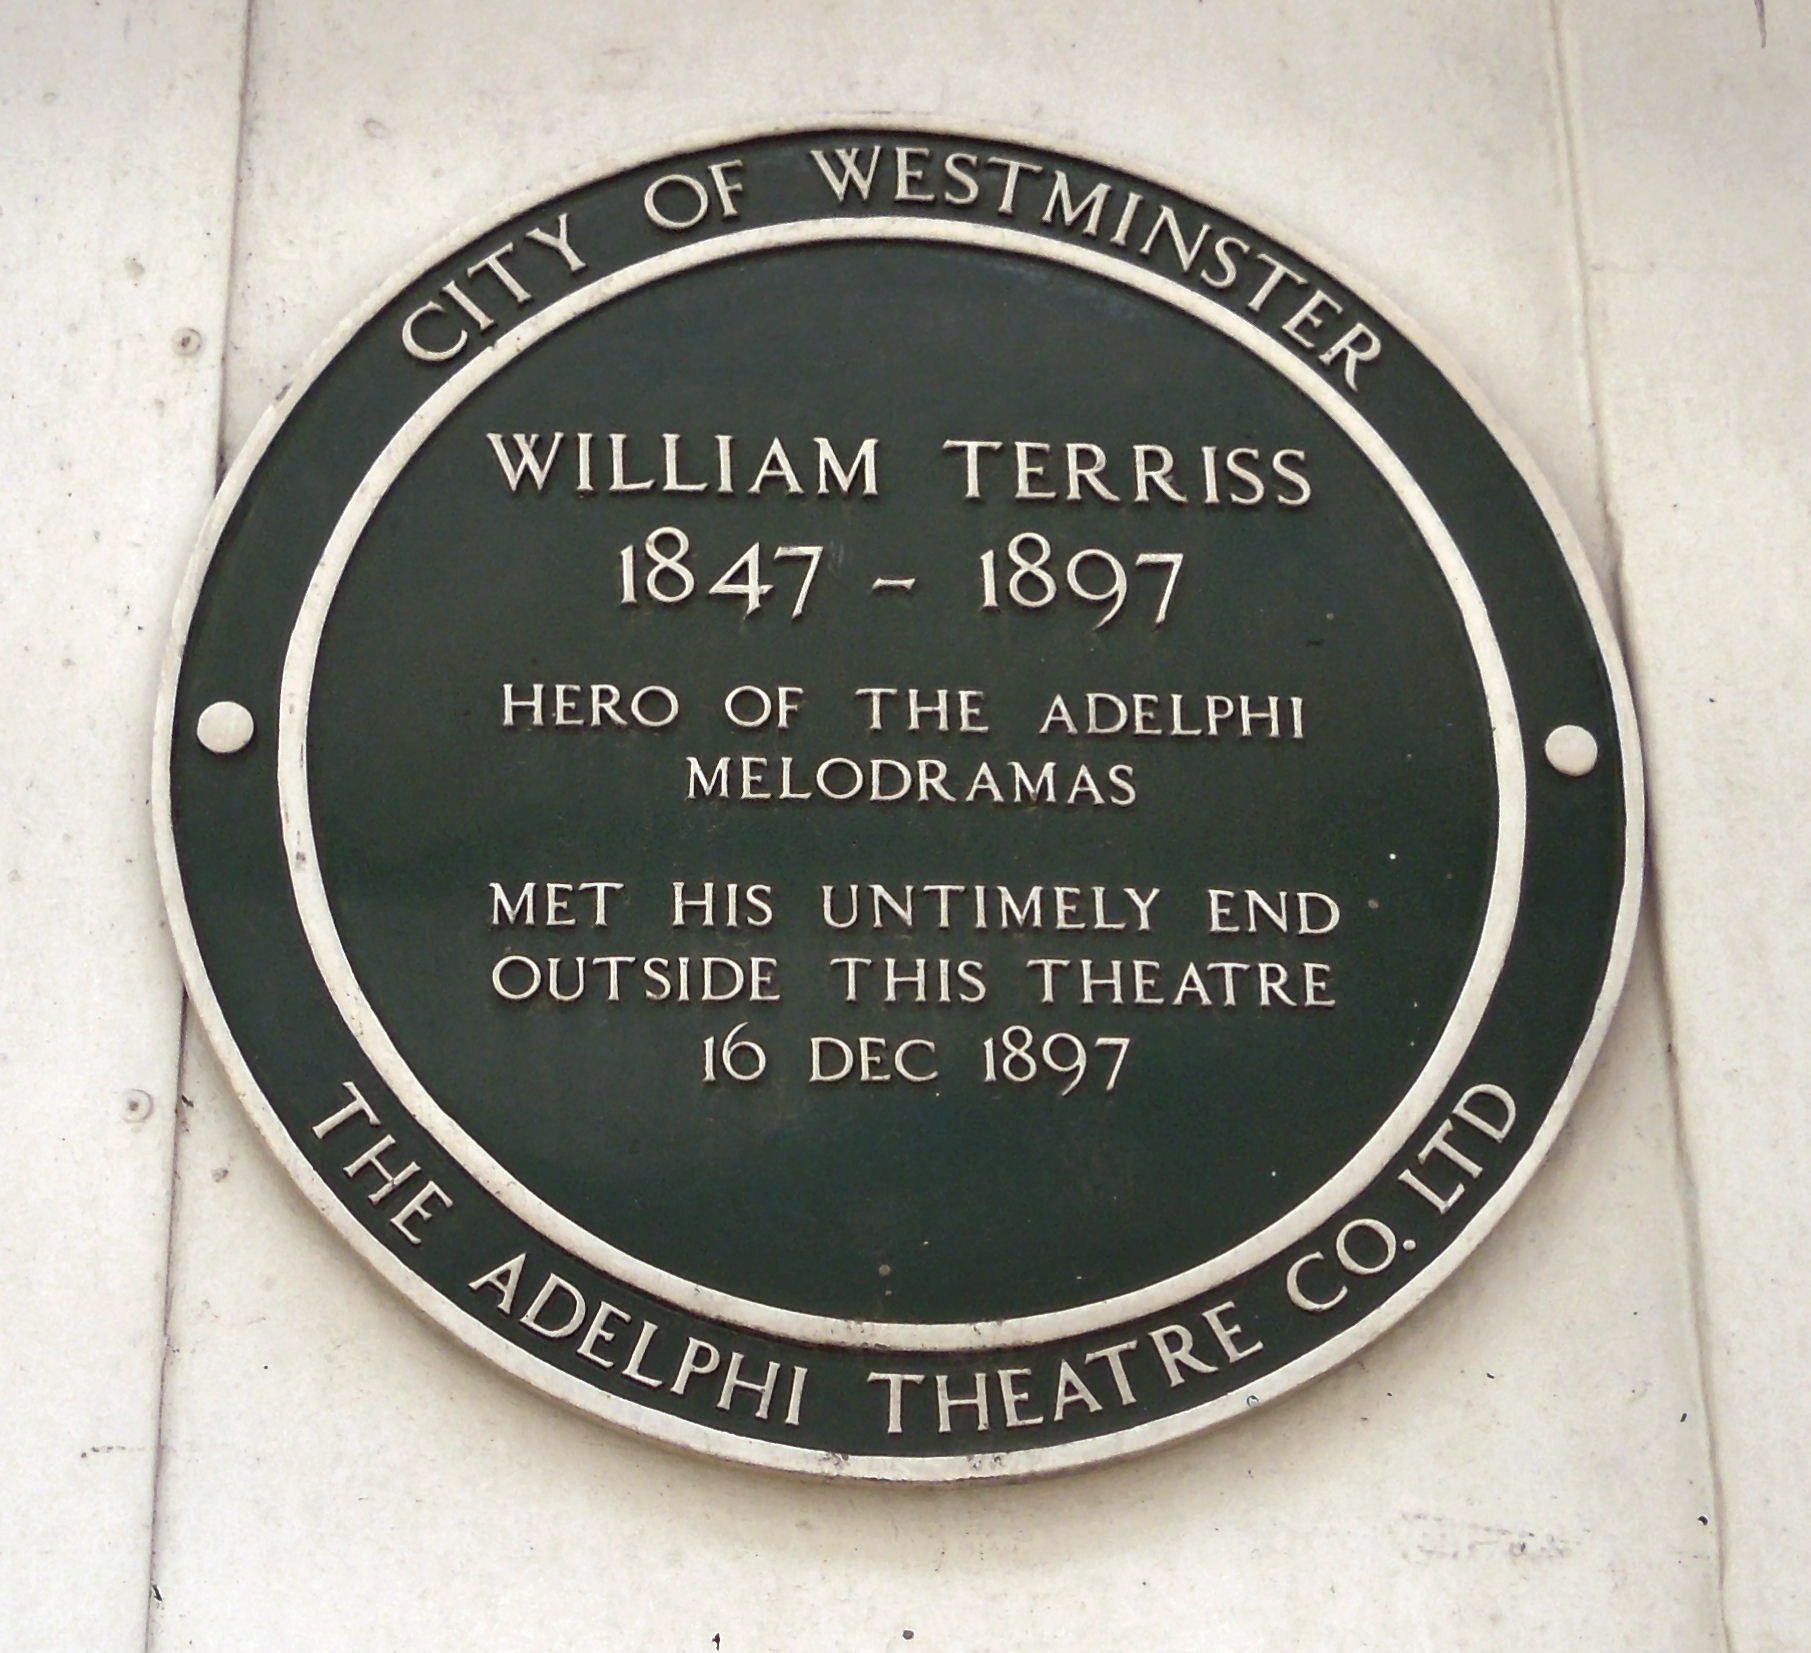 CITY OF WESTMINSTER
WILLIAM TERRISS
1847 - 1897
HERO OF THE ADELPHI
MELODRAMAS
MET HIS UNTIMELY END
OUTSIDE THIS THEATRE
16 DEC 1897
THE ADELPHI THEATRE CO. LTD